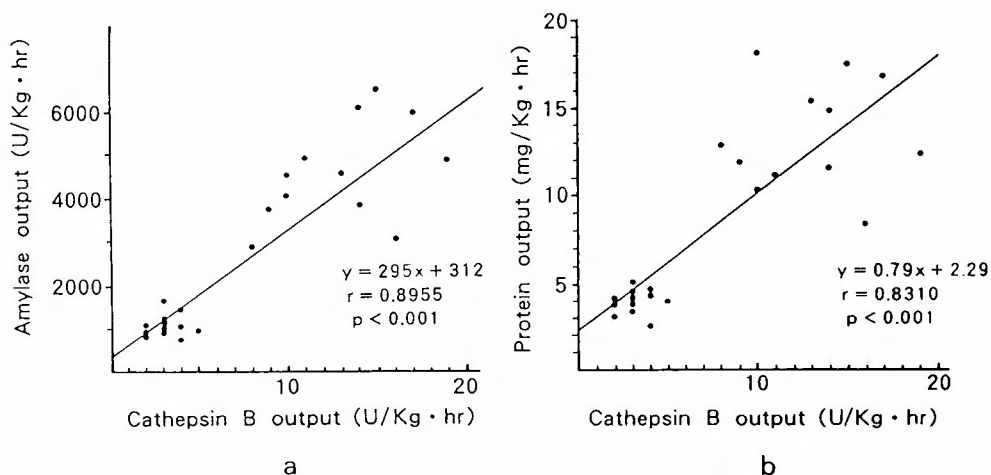 Amylase output (U/Kg・hr)
6000
4000
2000
10
20
y = 295x + 312
r = 0.8955
p < 0.001
Cathepsin B output (U/Kg・hr)
a
Protein output (mg/Kg・hr)
20
15
10
5
10
20
y = 0.79x + 2.29
r = 0.8310
p < 0.001
Cathepsin B output (U/Kg・hr)
b